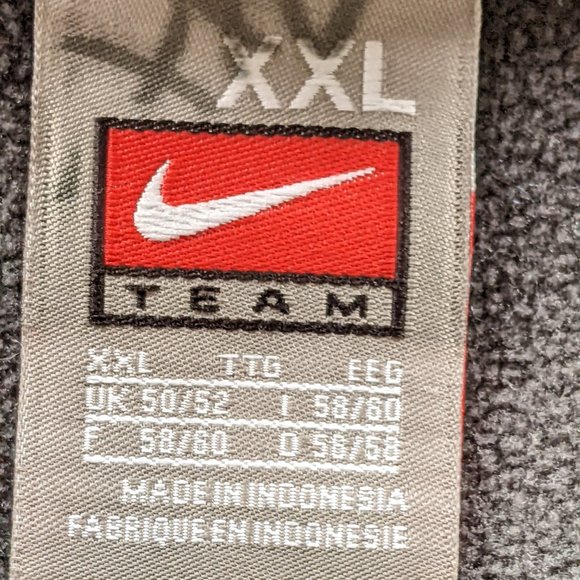 XXL
TEAM
XXL TTG EEG
UK 50/52 I 58/60
F 58/60 D 56/58
MADE IN INDONESIA
FABRIQUE EN INDONESIE